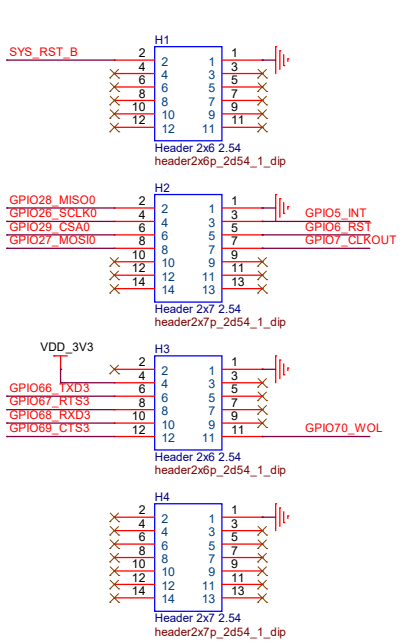 H1
SYS_RST_B 2 2 1 1
4 4 3 3
6 6 5 5
8 8 7 7
10 10 9 9
12 12 11 11
Header 2x6 2.54
header2x6p_2d54_1_dip
H2
GPIO28_MISO0 2 2 1 1
GPIO26_SCLK0 4 4 3 3 GPIO5_INT
GPIO29_CSA0 6 6 5 5 GPIO6_RST
GPIO27_MOSI0 8 8 7 7 GPIO7_CLKOUT
10 10 9 9
12 12 11 11
14 14 13 13
Header 2x7 2.54
header2x7p_2d54_1_dip
VDD_3V3 H3
2 2 1 1
4 4 3 3
GPIO66_TXD3 6 6 5 5
GPIO67_RTS3 8 8 7 7
GPIO68_RXD3 10 10 9 9
GPIO69_CTS3 12 12 11 11 GPIO70_WOL
Header 2x6 2.54
header2x6p_2d54_1_dip
H4
2 2 1 1
4 4 3 3
6 6 5 5
8 8 7 7
10 10 9 9
12 12 11 11
14 14 13 13
Header 2x7 2.54
header2x7p_2d54_1_dip